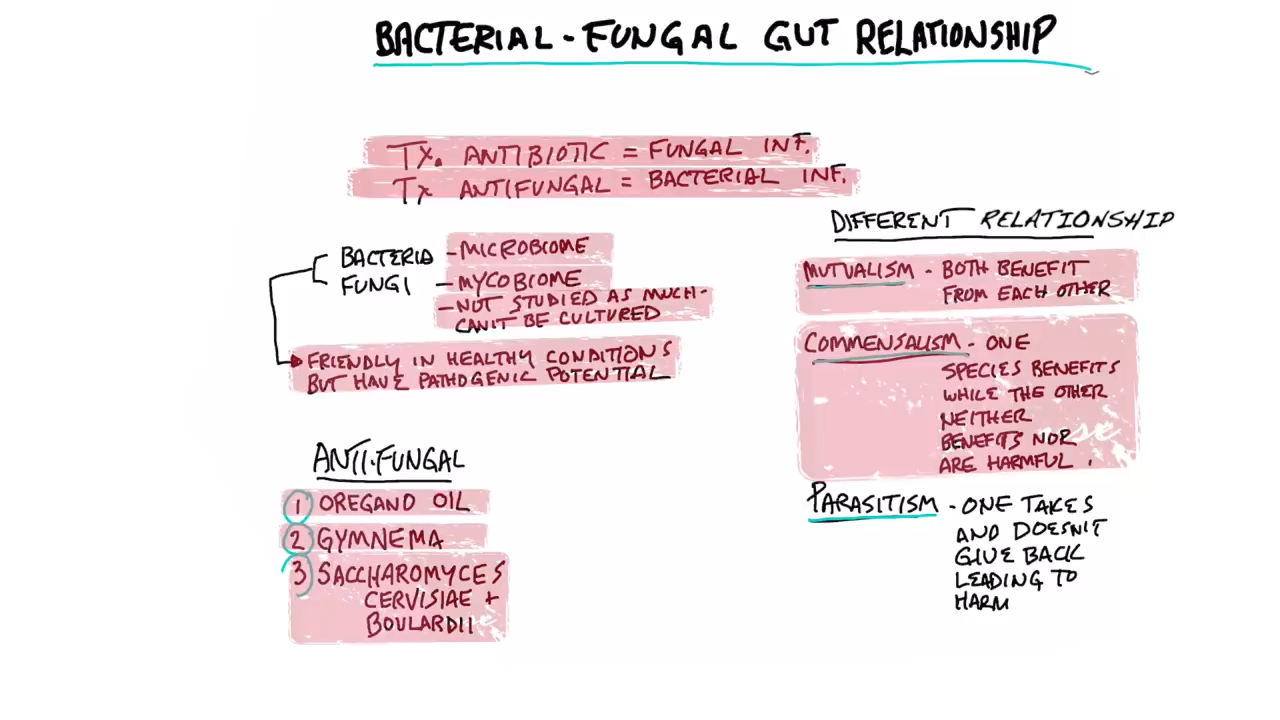 BACTERIAL - FUNGAL GUT RELATIONSHIP
TX. ANTIBIOTIC = FUNGAL INF.
TX ANTIFUNGAL = BACTERIAL INF.
BACTERIA - MICROBIOME
FUNGI - MYCOBIOME
- NOT STUDIED AS MUCH -
CAN'T BE CULTURED
FRIENDLY IN HEALTHY CONDITIONS
BUT HAVE PATHOGENIC POTENTIAL
ANTI-FUNGAL
1 OREGANO OIL
2 GYMNEMA
3 SACCHAROMYCES
CERVISIAE +
BOULARDII
DIFFERENT RELATIONSHIP
MUTUALISM - BOTH BENEFIT
FROM EACH OTHER
COMMENSALISM - ONE
SPECIES BENEFITS
WHILE THE OTHER
NEITHER
BENEFITS NOR
ARE HARMFUL.
PARASITISM - ONE TAKES
AND DOESN'T
GIVE BACK
LEADING TO
HARM